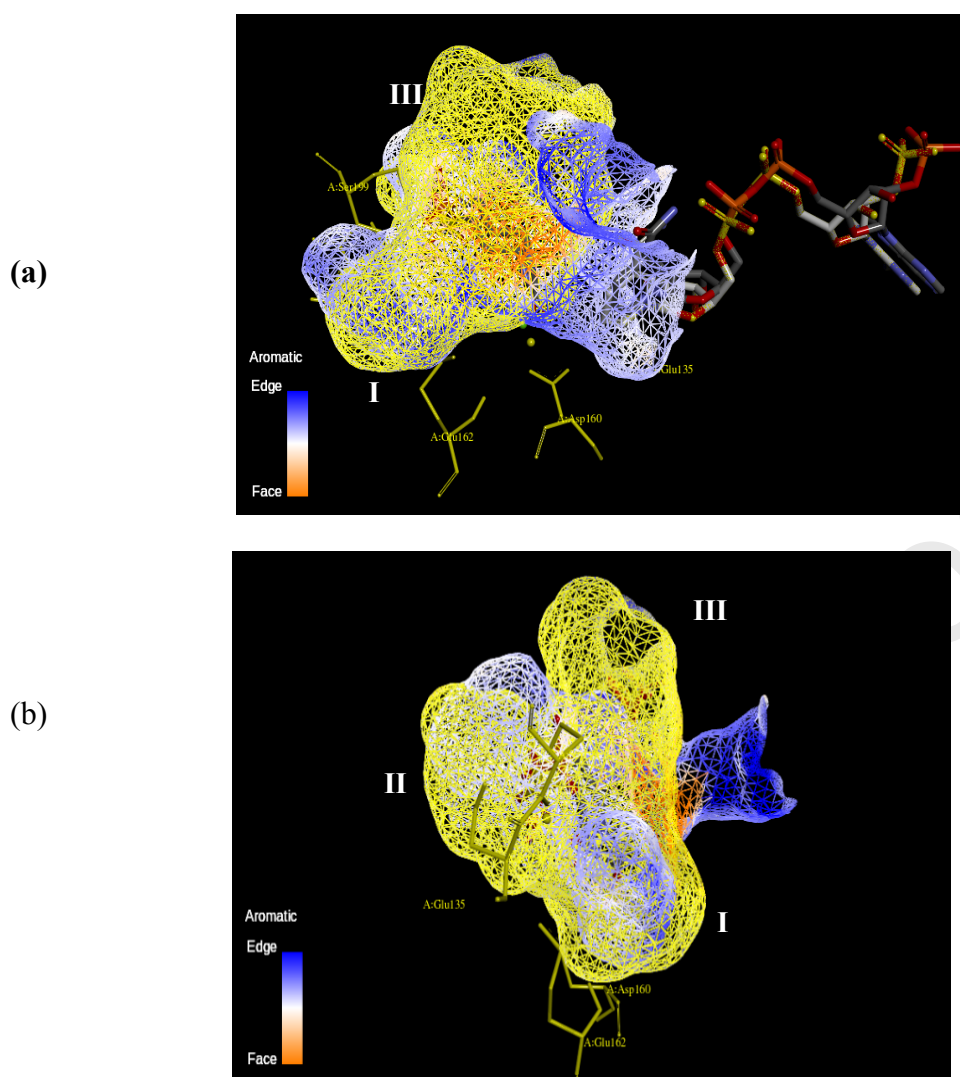 (a)
III
A:Ser199
I
Glu135
A:Asp160
A:Glu162
Aromatic
Edge
Face
(b)
III
II
A:Glu135
I
Aromatic
Edge
A:Asp160
A:Glu162
Face